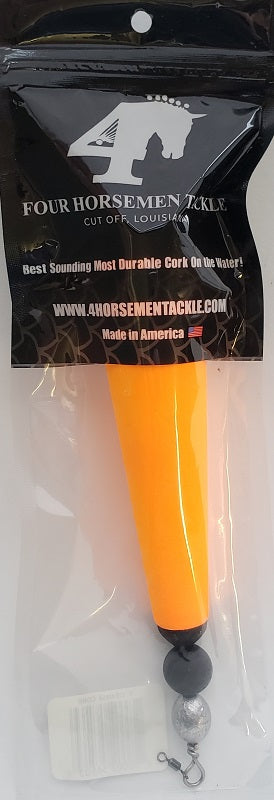 4
FOUR HORSEMEN TACKLE
CUT OFF, LOUISIANA
Best Sounding Most Durable Cork On the Water!
WWW.4HORSEMENTACKLE.COM
Made in America